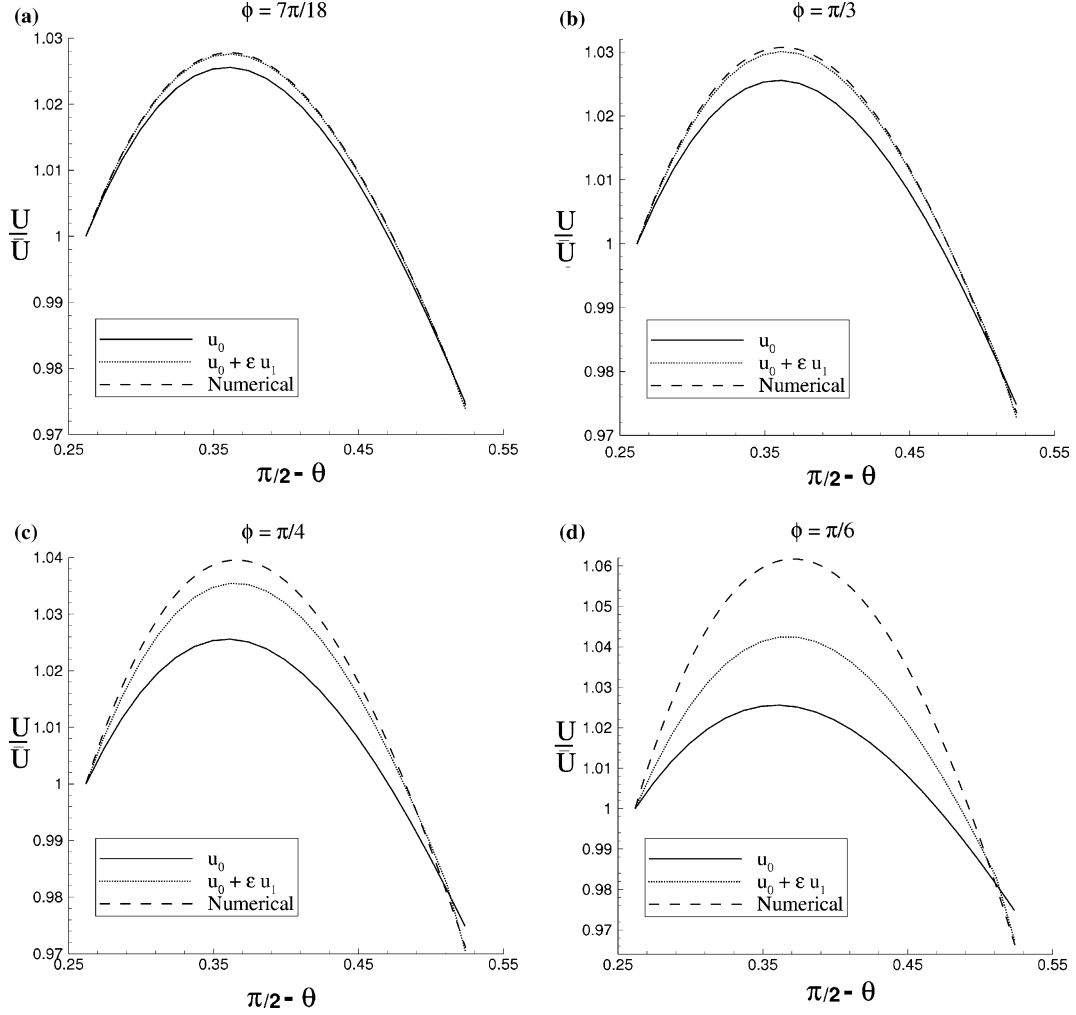 (a)
ϕ = 7π/18
1.03
1.02
1.01
1
0.99
0.98
0.97
U
U̅
u₀
u₀ + ε u₁
Numerical
0.25
0.35
0.45
0.55
π/2 - θ
(b)
ϕ = π/3
1.03
1.02
1.01
1
0.99
0.98
0.97
U
U̅
u₀
u₀ + ε u₁
Numerical
0.25
0.35
0.45
0.55
π/2 - θ
(c)
ϕ = π/4
1.04
1.03
1.02
1.01
1
0.99
0.98
0.97
U
U̅
u₀
u₀ + ε u₁
Numerical
0.25
0.35
0.45
0.55
π/2 - θ
(d)
ϕ = π/6
1.06
1.05
1.04
1.03
1.02
1.01
1
0.99
0.98
0.97
U
U̅
u₀
u₀ + ε u₁
Numerical
0.25
0.35
0.45
0.55
π/2 - θ